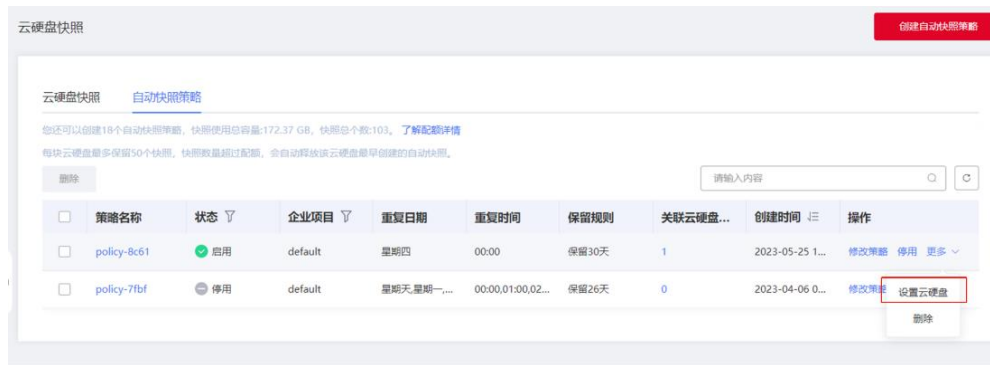 云硬盘快照
创建自动快照策略
云硬盘快照 自动快照策略
您还可以创建18个自动快照策略，快照使用总容量:172.37 GB，快照总个数:103。 了解配额详情
每块云硬盘最多保留50个快照，快照数量超过配额，会自动释放该云硬盘最早创建的自动快照。
删除 请输入内容
策略名称 状态 企业项目 重复日期 重复时间 保留规则 关联云硬盘... 创建时间 操作
policy-8c61 启用 default 星期四 00:00 保留30天 1 2023-05-25 1... 修改策略 停用 更多
policy-7fbf 停用 default 星期天,星期一,... 00:00,01:00,02... 保留26天 0 2023-04-06 0... 修改策
设置云硬盘
删除